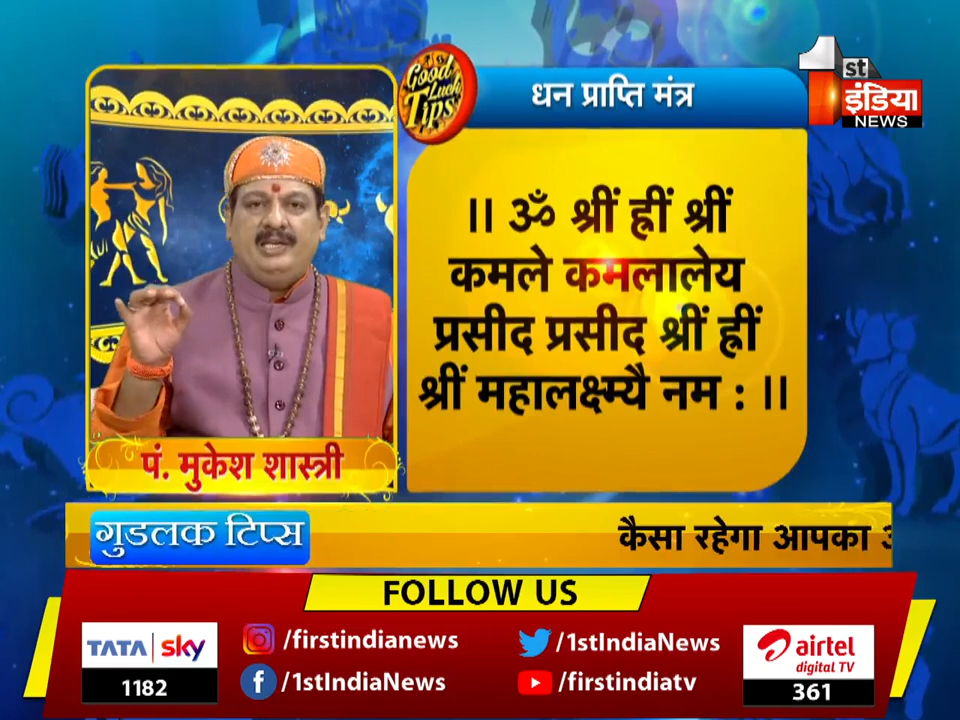 Good
Luck
Tips
धन प्राप्ति मंत्र
1st
इंडिया
NEWS
॥ ॐ श्रीं ह्रीं श्रीं
कमले कमलालेय
प्रसीद प्रसीद श्रीं ह्रीं
श्रीं महालक्ष्म्यै नम : ॥
पं. मुकेश शास्त्री
गुडलक टिप्स
कैसा रहेगा आपका
FOLLOW US
TATA sky
1182
/firstindianews
/1stIndiaNews
/1stIndiaNews
/firstindiatv
airtel
digital TV
361